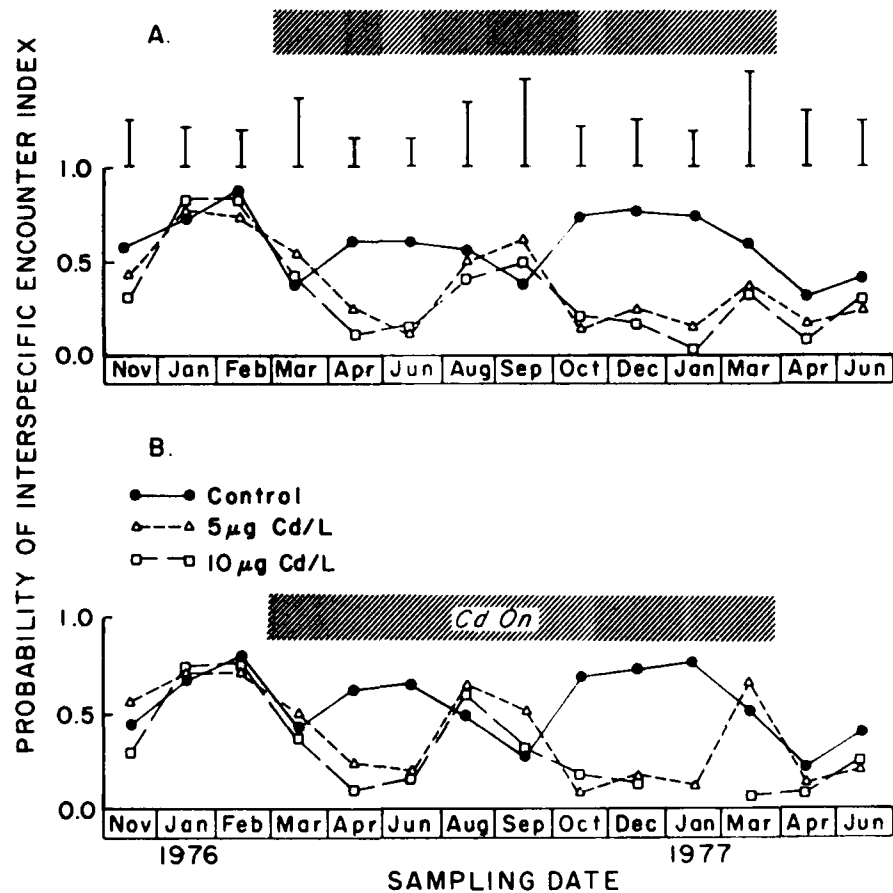 PROBABILITY OF INTERSPECIFIC ENCOUNTER INDEX
A.
1.0
0.5
0.0
Nov Jan Feb Mar Apr Jun Aug Sep Oct Dec Jan Mar Apr Jun
B.
Control
5 µg Cd/L
10 µg Cd/L
Cd On
1.0
0.5
0.0
Nov Jan Feb Mar Apr Jun Aug Sep Oct Dec Jan Mar Apr Jun
1976 1977
SAMPLING DATE